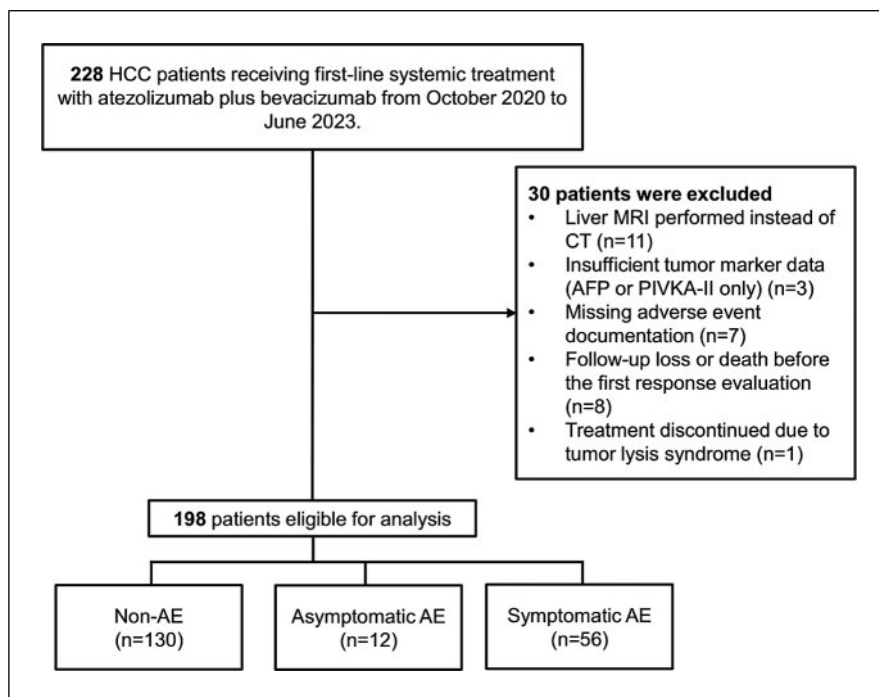 228 HCC patients receiving first-line systemic treatment
with atezolizumab plus bevacizumab from October 2020 to
June 2023.
30 patients were excluded
• Liver MRI performed instead of
CT (n=11)
• Insufficient tumor marker data
(AFP or PIVKA-II only) (n=3)
• Missing adverse event
documentation (n=7)
• Follow-up loss or death before
the first response evaluation
(n=8)
• Treatment discontinued due to
tumor lysis syndrome (n=1)
198 patients eligible for analysis
Non-AE
(n=130)
Asymptomatic AE
(n=12)
Symptomatic AE
(n=56)